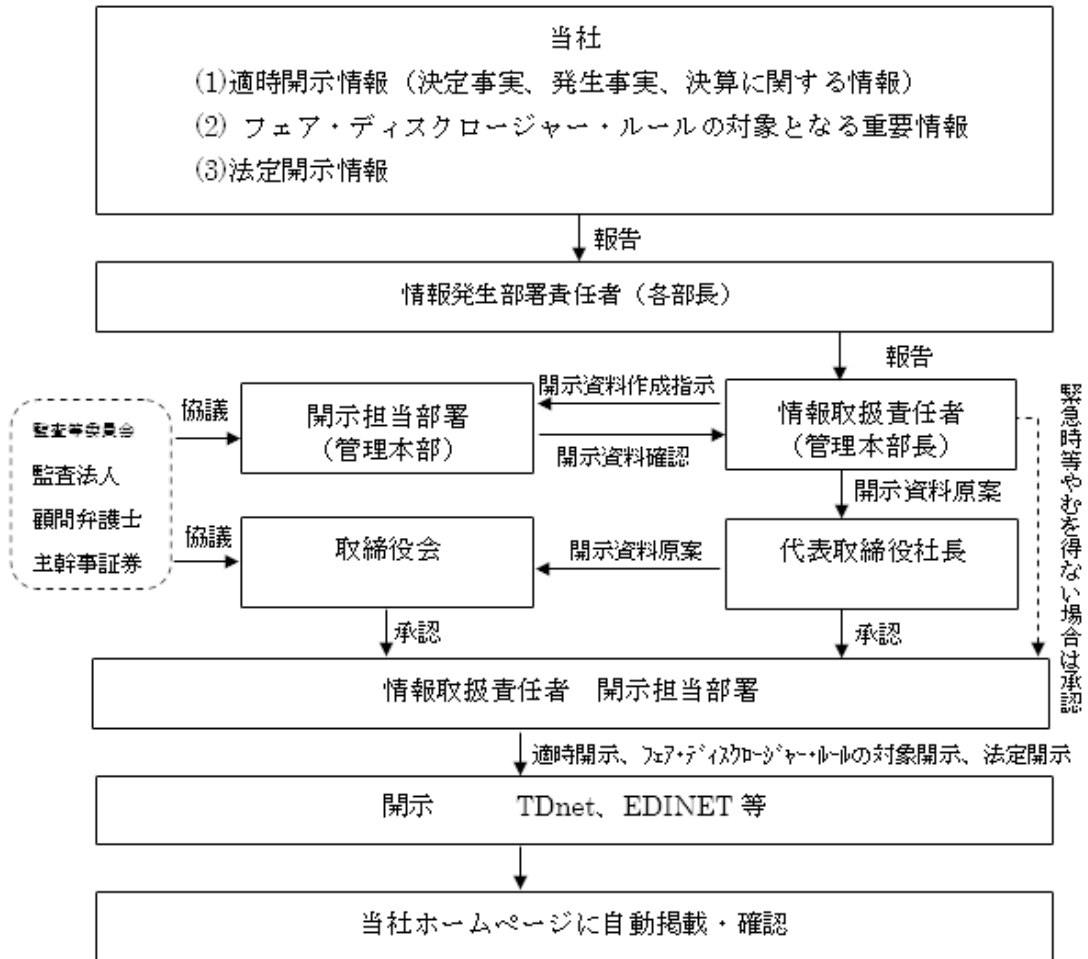 当社
(1)適時開示情報（決定事実、発生事実、決算に関する情報）
(2) フェア・ディスクロージャー・ルールの対象となる重要情報
(3)法定開示情報
報告
情報発生部署責任者（各部長）
報告
監査等委員会
監査法人
顧問弁護士
主幹事証券
協議
協議
開示担当部署
（管理本部）
開示資料作成指示
開示資料確認
情報取扱責任者
（管理本部長）
開示資料原案
取締役会
開示資料原案
代表取締役社長
緊急時等やむを得ない場合は承認
承認
承認
情報取扱責任者　開示担当部署
適時開示、ﾌｪｱ・ﾃﾞｨｽｸﾛｰｼﾞｬｰ・ﾙｰﾙの対象開示、法定開示
開示　　TDnet、EDINET 等
当社ホームページに自動掲載・確認